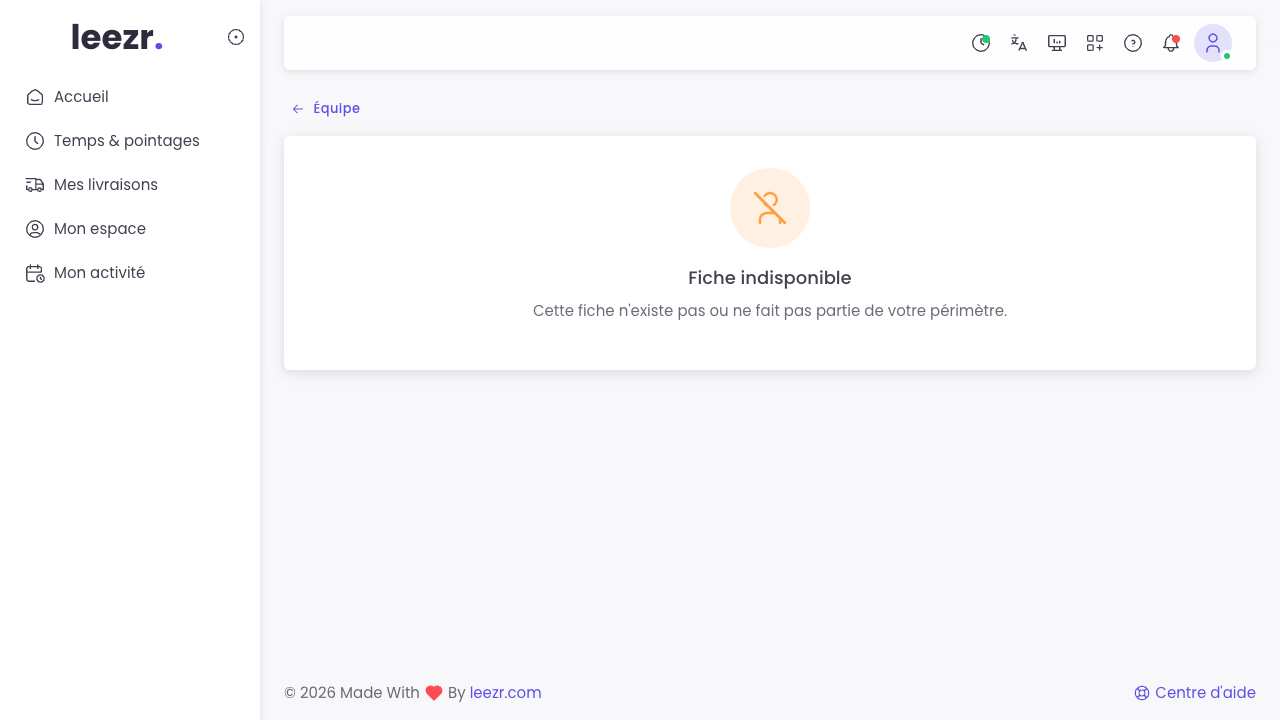 leezr.
Accueil
Temps & pointages
Mes livraisons
Mon espace
Mon activité
Équipe
Fiche indisponible
Cette fiche n'existe pas ou ne fait pas partie de votre périmètre.
© 2026 Made With By leezr.com
Centre d'aide